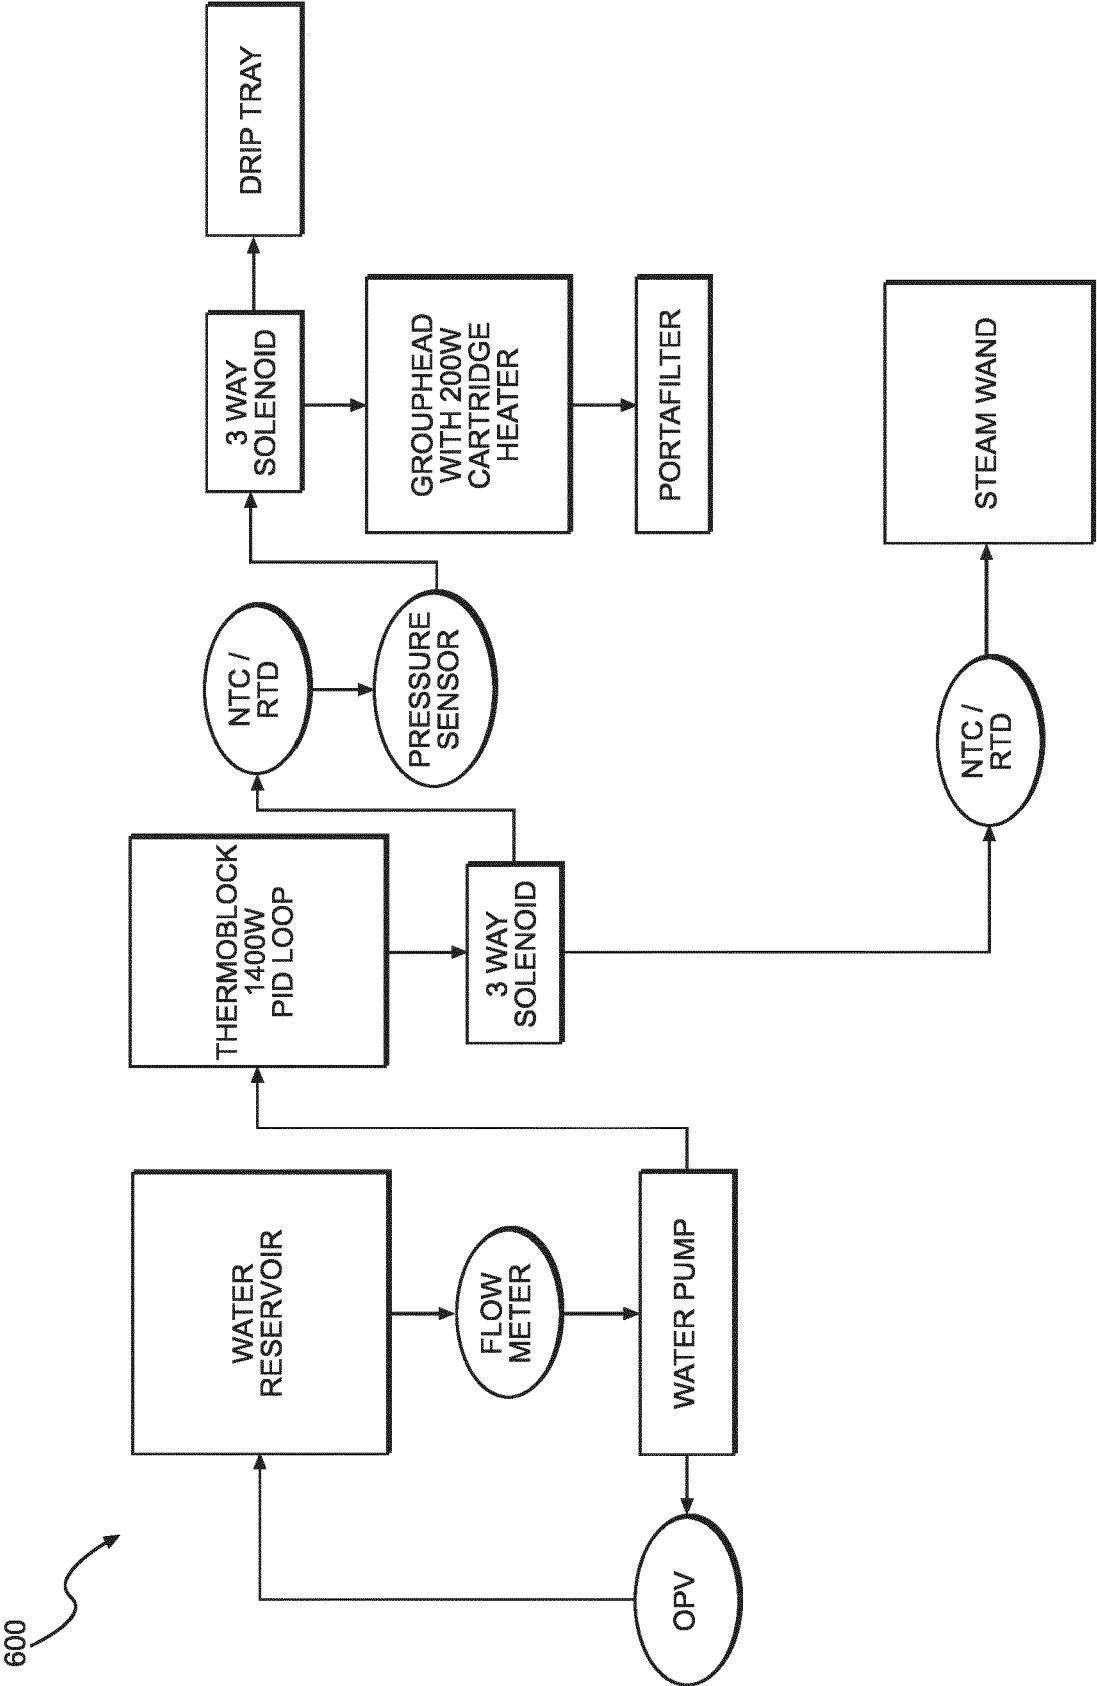 600
WATER
RESERVOIR
FLOW
METER
WATER PUMP
OPV
THERMOBLOCK
1400W
PID LOOP
3 WAY
SOLENOID
NTC /
RTD
PRESSURE
SENSOR
3 WAY
SOLENOID
DRIP TRAY
GROUPHEAD
WITH 200W
CARTRIDGE
HEATER
PORTAFILTER
NTC /
RTD
STEAM WAND